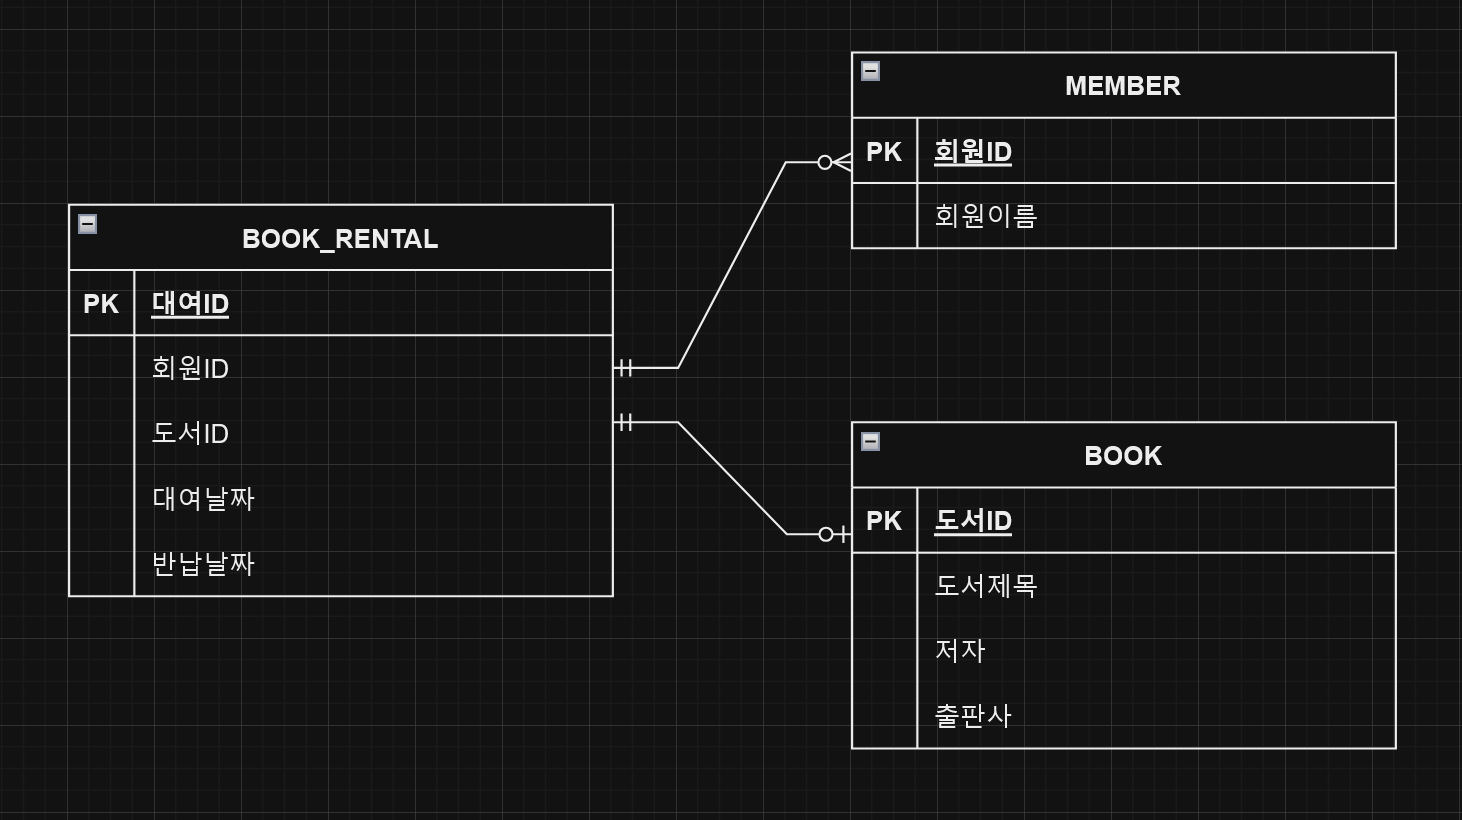 BOOK_RENTAL
PK 대여ID
회원ID
도서ID
대여날짜
반납날짜
MEMBER
PK 회원ID
회원이름
BOOK
PK 도서ID
도서제목
저자
출판사